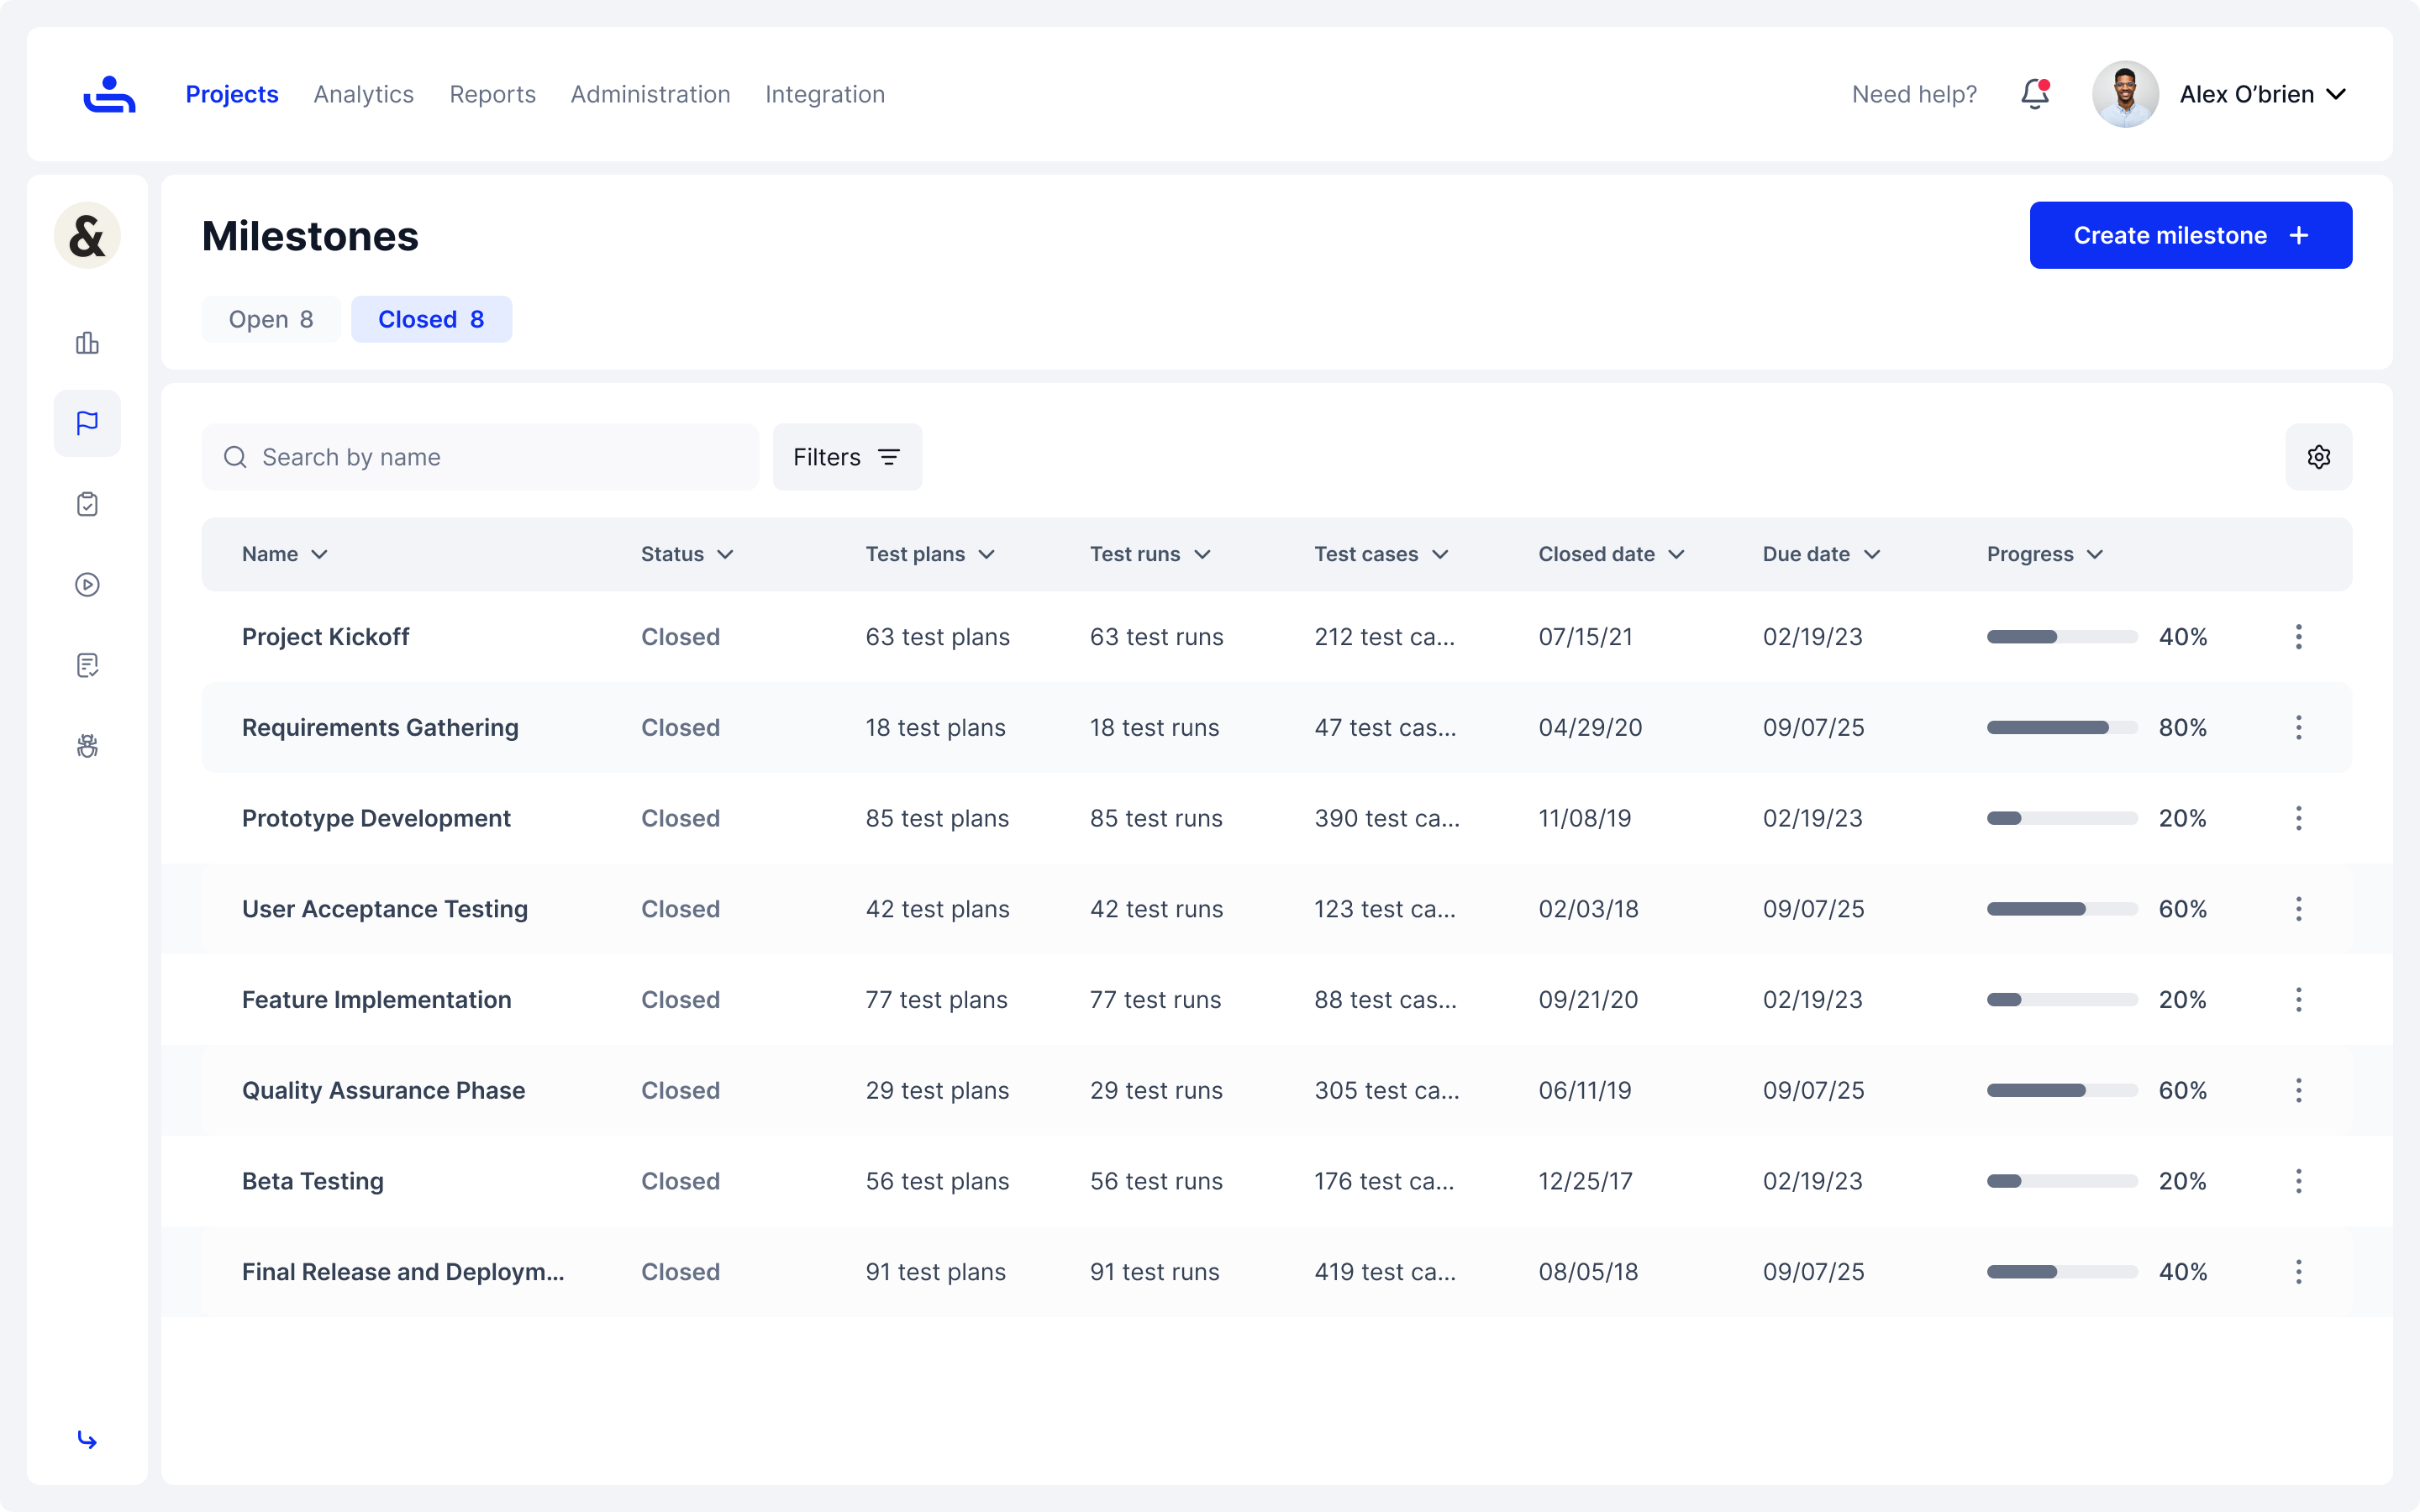 Projects Analytics Reports Administration Integration Need help? Alex O’brien
&
Milestones Create milestone +
Open 8 Closed 8
Search by name Filters
Name Status Test plans Test runs Test cases Closed date Due date Progress
Project Kickoff Closed 63 test plans 63 test runs 212 test ca... 07/15/21 02/19/23 40%
Requirements Gathering Closed 18 test plans 18 test runs 47 test cas... 04/29/20 09/07/25 80%
Prototype Development Closed 85 test plans 85 test runs 390 test ca... 11/08/19 02/19/23 20%
User Acceptance Testing Closed 42 test plans 42 test runs 123 test ca... 02/03/18 09/07/25 60%
Feature Implementation Closed 77 test plans 77 test runs 88 test cas... 09/21/20 02/19/23 20%
Quality Assurance Phase Closed 29 test plans 29 test runs 305 test ca... 06/11/19 09/07/25 60%
Beta Testing Closed 56 test plans 56 test runs 176 test ca... 12/25/17 02/19/23 20%
Final Release and Deploym... Closed 91 test plans 91 test runs 419 test ca... 08/05/18 09/07/25 40%